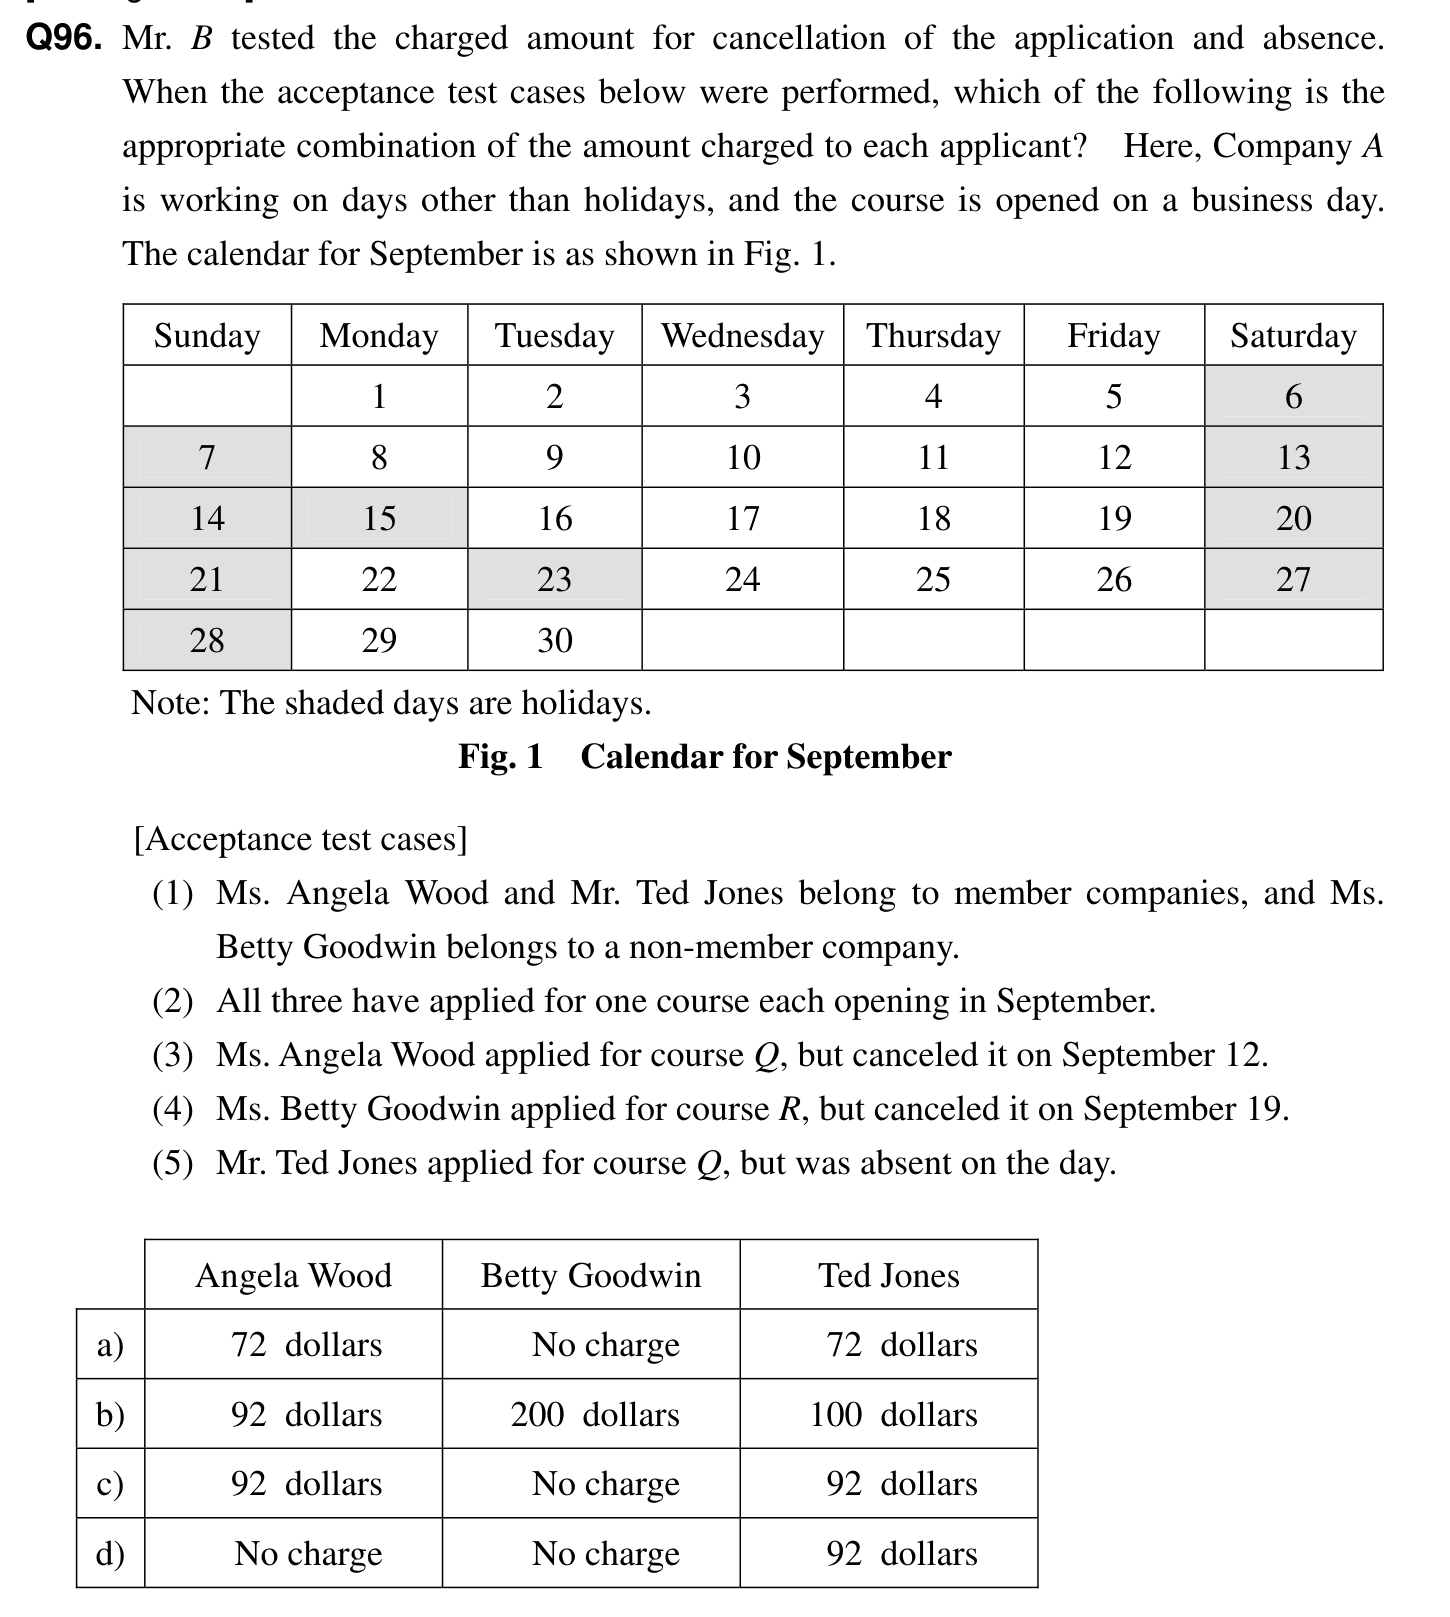 Q96. Mr. B tested the charged amount for cancellation of the application and absence.
When the acceptance test cases below were performed, which of the following is the
appropriate combination of the amount charged to each applicant? Here, Company A
is working on days other than holidays, and the course is opened on a business day.
The calendar for September is as shown in Fig. 1.
Sunday Monday Tuesday Wednesday Thursday Friday Saturday
1 2 3 4 5 6
7 8 9 10 11 12 13
14 15 16 17 18 19 20
21 22 23 24 25 26 27
28 29 30
Note: The shaded days are holidays.
Fig. 1 Calendar for September
[Acceptance test cases]
(1) Ms. Angela Wood and Mr. Ted Jones belong to member companies, and Ms.
Betty Goodwin belongs to a non-member company.
(2) All three have applied for one course each opening in September.
(3) Ms. Angela Wood applied for course Q, but canceled it on September 12.
(4) Ms. Betty Goodwin applied for course R, but canceled it on September 19.
(5) Mr. Ted Jones applied for course Q, but was absent on the day.
Angela Wood Betty Goodwin Ted Jones
a) 72 dollars No charge 72 dollars
b) 92 dollars 200 dollars 100 dollars
c) 92 dollars No charge 92 dollars
d) No charge No charge 92 dollars